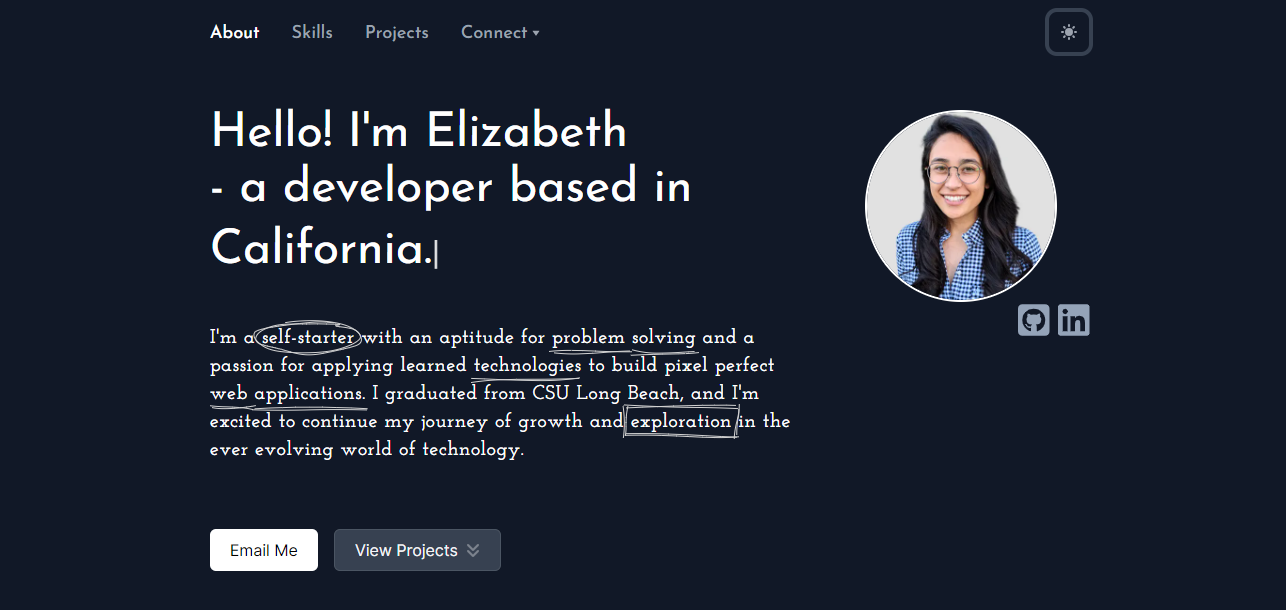 About Skills Projects Connect
Hello! I'm Elizabeth
- a developer based in
California.|
I'm a self-starter with an aptitude for problem solving and a
passion for applying learned technologies to build pixel perfect
web applications. I graduated from CSU Long Beach, and I'm
excited to continue my journey of growth and exploration in the
ever evolving world of technology.
in
Email Me View Projects